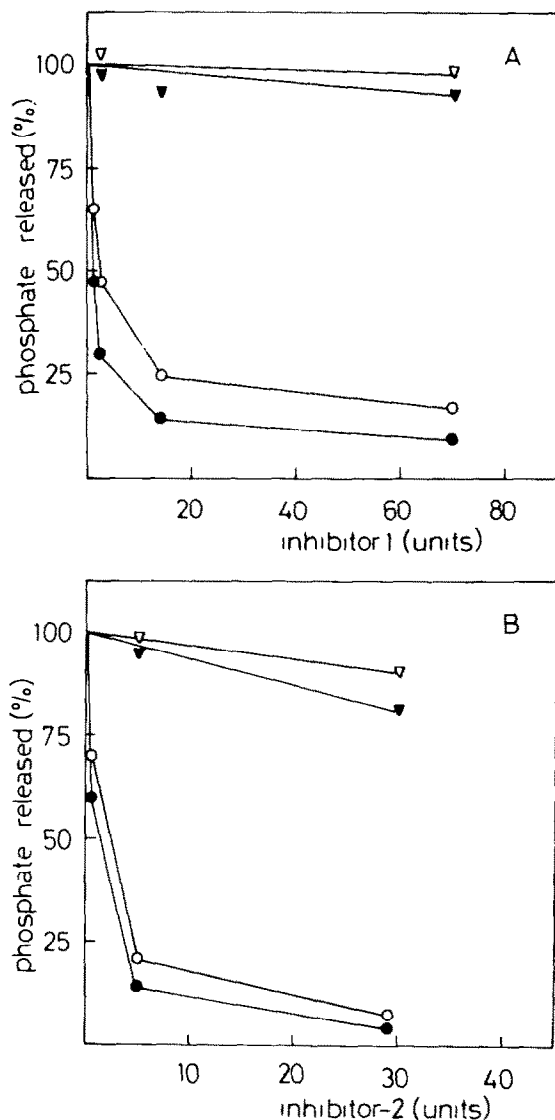 A
100
75
50
25
phosphate released (%)
20 40 60 80
inhibitor 1 (units)
B
100
75
50
25
phosphate released (%)
10 20 30 40
inhibitor-2 (units)